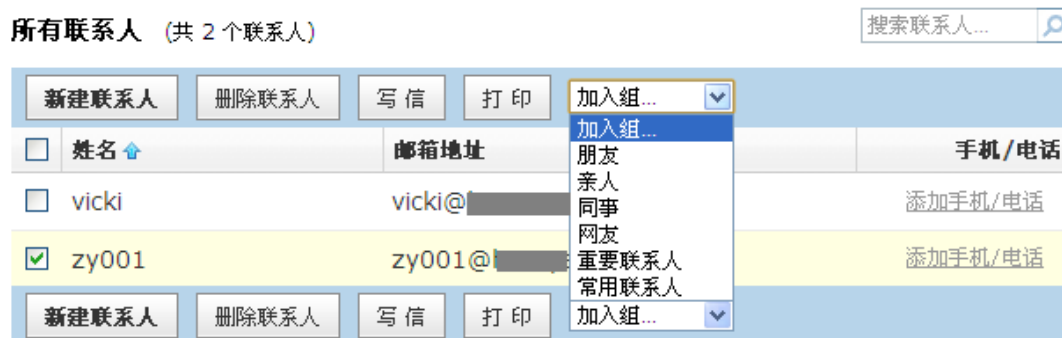 所有联系人 (共 2 个联系人) 搜索联系人...
新建联系人 删除联系人 写 信 打 印 加入组...
加入组...
姓名 邮箱地址 手机/电话
朋友
亲人
vicki vicki@ 同事 添加手机/电话
网友
zy001 zy001@ 重要联系人 添加手机/电话
常用联系人
新建联系人 删除联系人 写 信 打 印 加入组...